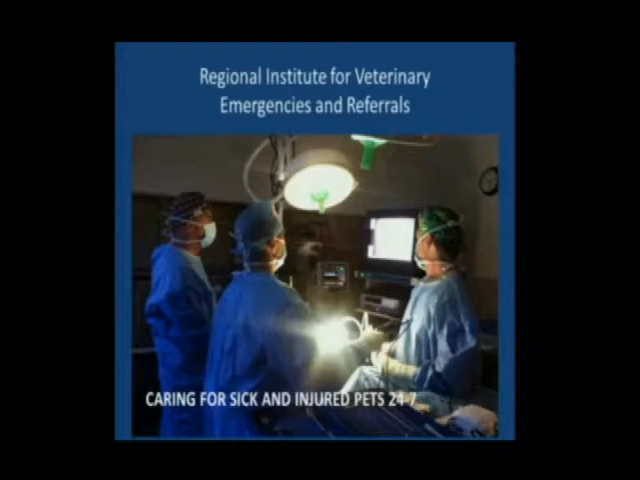 Regional Institute for Veterinary
Emergencies and Referrals
CARING FOR SICK AND INJURED PETS 24-7